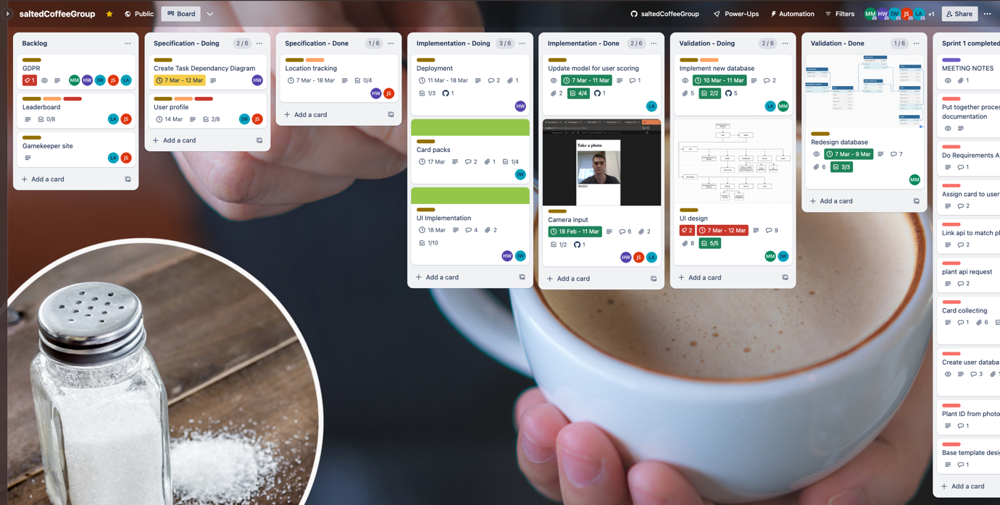 saltedCoffeeGroup
Public
Board
saltedCoffeeGroup
Power-Ups
Automation
Filters
MM HW IW JS LA +1
Share
Backlog
GDPR
1
MM HW IW JS LA
Leaderboard
0/8
LA JS
Gamekeeper site
LA JS
+ Add a card
Specification - Doing 2 / 6
Create Task Dependancy Diagram
7 Mar - 12 Mar
HW
User profile
14 Mar 2/8
IW JS
+ Add a card
Specification - Done 1 / 6
Location tracking
7 Mar - 18 Mar 0/4
HW JS
+ Add a card
Implementation - Doing 3 / 6
Deployment
11 Mar - 18 Mar 2 1
1/3 1
HW
Card packs
17 Mar 2 1 1/4
IW
UI Implementation
18 Mar 4 2
1/10
HW IW
+ Add a card
Implementation - Done 2 / 6
Update model for user scoring
7 Mar - 11 Mar 1
2 4/4 1
LA
Take a photo
Camera input
18 Feb - 11 Mar 6 2
1/2 1
HW JS LA
+ Add a card
Validation - Doing 2 / 6
Implement new database
10 Mar - 11 Mar 2
5 2/2 5
LA MM
UI design
2 7 Mar - 12 Mar 9
8 5/5
MM IW
+ Add a card
Validation - Done 1 / 6
Redesign database
7 Mar - 9 Mar 7
6 3/3
MM
+ Add a card
Sprint 1 completed
MEETING NOTES
1
Put together proces
documentation
Do Requirements A
1
Assign card to user
2
Link api to match pl
2
plant api request
2
Card collecting
1 6
Create user databas
3 1
Plant ID from photo
1
Base template desi
1
+ Add a card